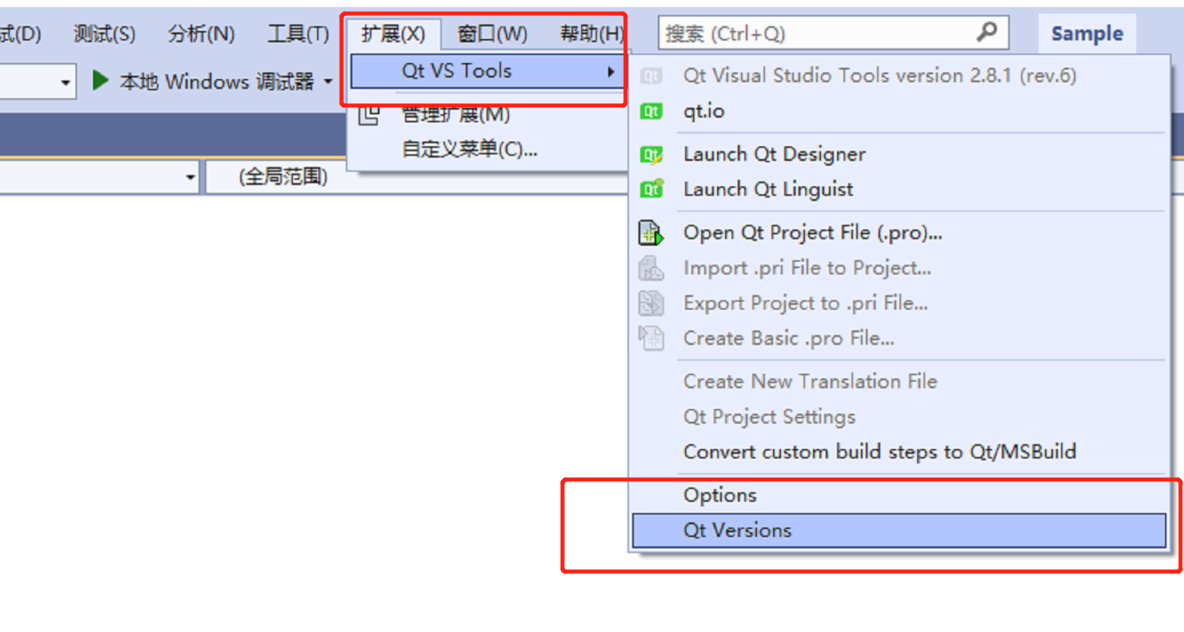 试(D) 测试(S) 分析(N) 工具(T) 扩展(X) 窗口(W) 帮助(H) 搜索 (Ctrl+Q) Sample
本地 Windows 调试器
Qt VS Tools
管理扩展(M)
自定义菜单(C)...
(全局范围)
Qt Visual Studio Tools version 2.8.1 (rev.6)
qt.io
Launch Qt Designer
Launch Qt Linguist
Open Qt Project File (.pro)...
Import .pri File to Project...
Export Project to .pri File...
Create Basic .pro File...
Create New Translation File
Qt Project Settings
Convert custom build steps to Qt/MSBuild
Options
Qt Versions